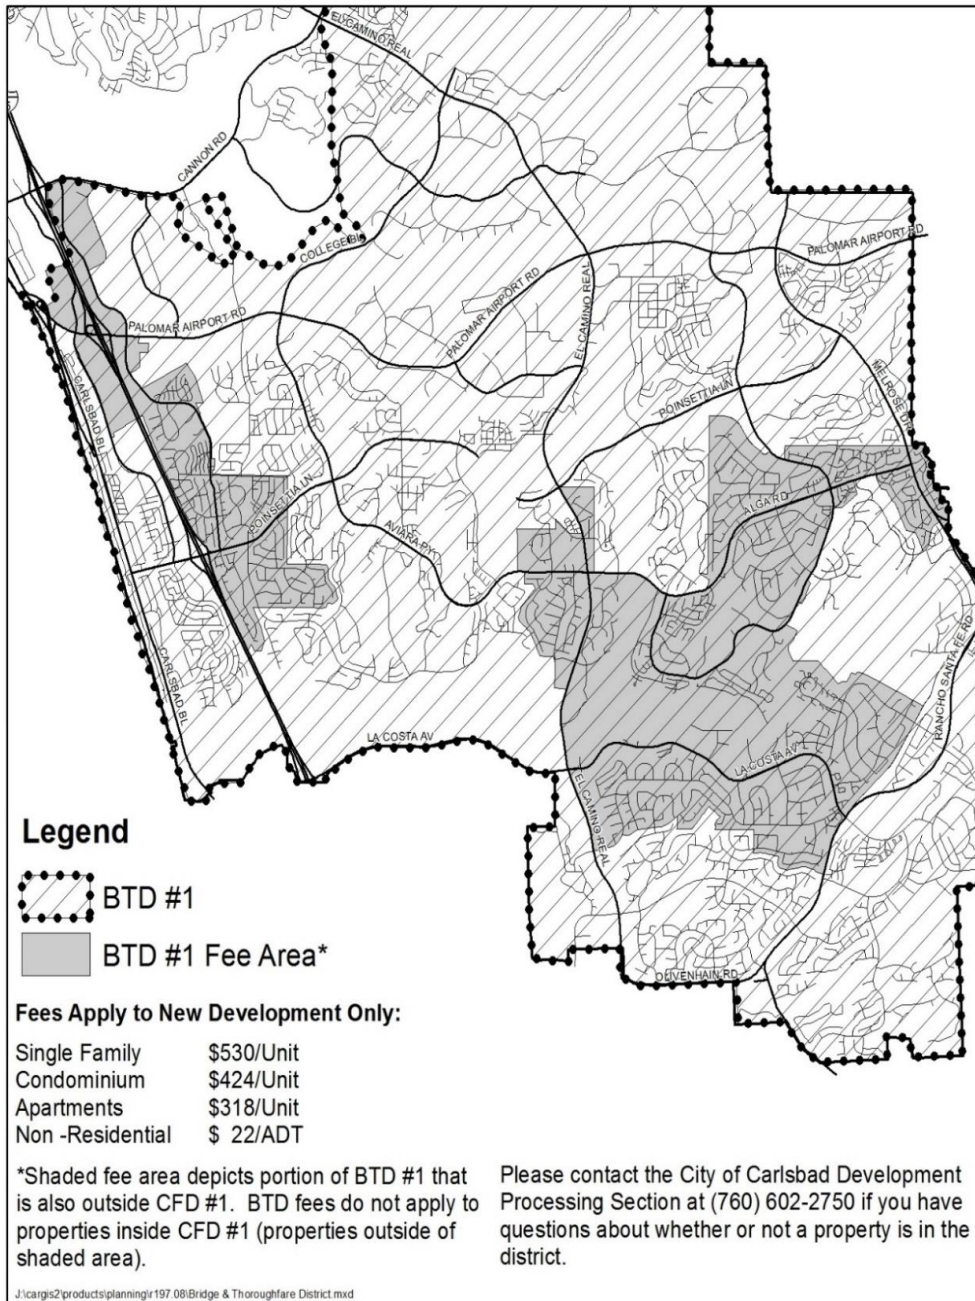 EL CAMINO REAL
CANNON RD
COLLEGE BL
PALOMAR AIRPORT RD
PALOMAR AIRPORT RD
PALOMAR AIRPORT RD
EL CAMINO REAL
CARLSBAD BL
POINSETTIA LN
MELROSE DR
POINSETTIA LN
ALGA RD
AVIARA PY
CARLSBAD BL
RANCHO SANTA FE RD
LA COSTA AV
LA COSTA AV
EL CAMINO REAL
OLIVENHAIN RD
Legend
BTD #1
BTD #1 Fee Area*
Fees Apply to New Development Only:
Single Family $530/Unit
Condominium $424/Unit
Apartments $318/Unit
Non -Residential $ 22/ADT
*Shaded fee area depicts portion of BTD #1 that
is also outside CFD #1. BTD fees do not apply to
properties inside CFD #1 (properties outside of
shaded area).
Please contact the City of Carlsbad Development
Processing Section at (760) 602-2750 if you have
questions about whether or not a property is in the
district.
J:\cargis2\products\planning\r197.08\Bridge & Thoroughfare District.mxd